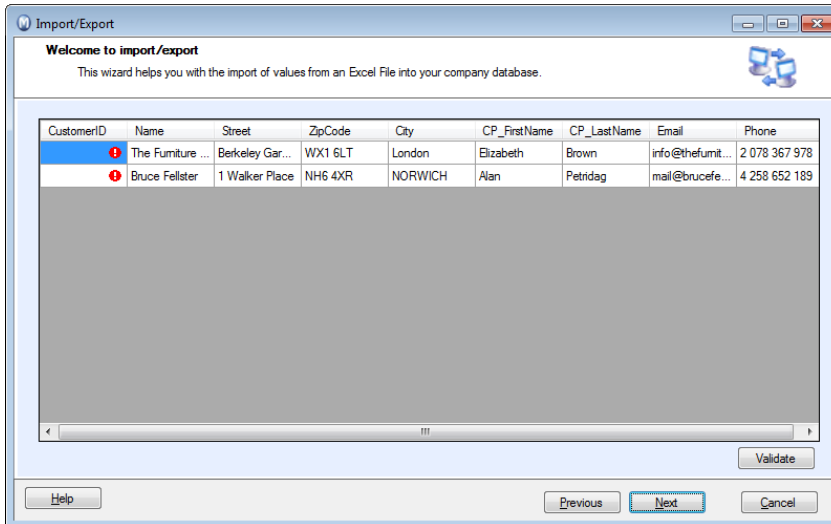 Import/Export
Welcome to import/export
This wizard helps you with the import of values from an Excel File into your company database.
CustomerID Name Street ZipCode City CP_FirstName CP_LastName Email Phone
The Furniture ... Berkeley Gar... WX1 6LT London Elizabeth Brown info@thefurnit... 2 078 367 978
Bruce Fellster 1 Walker Place NH6 4XR NORWICH Alan Petridag mail@brucefe... 4 258 652 189
Validate
Help Previous Next Cancel